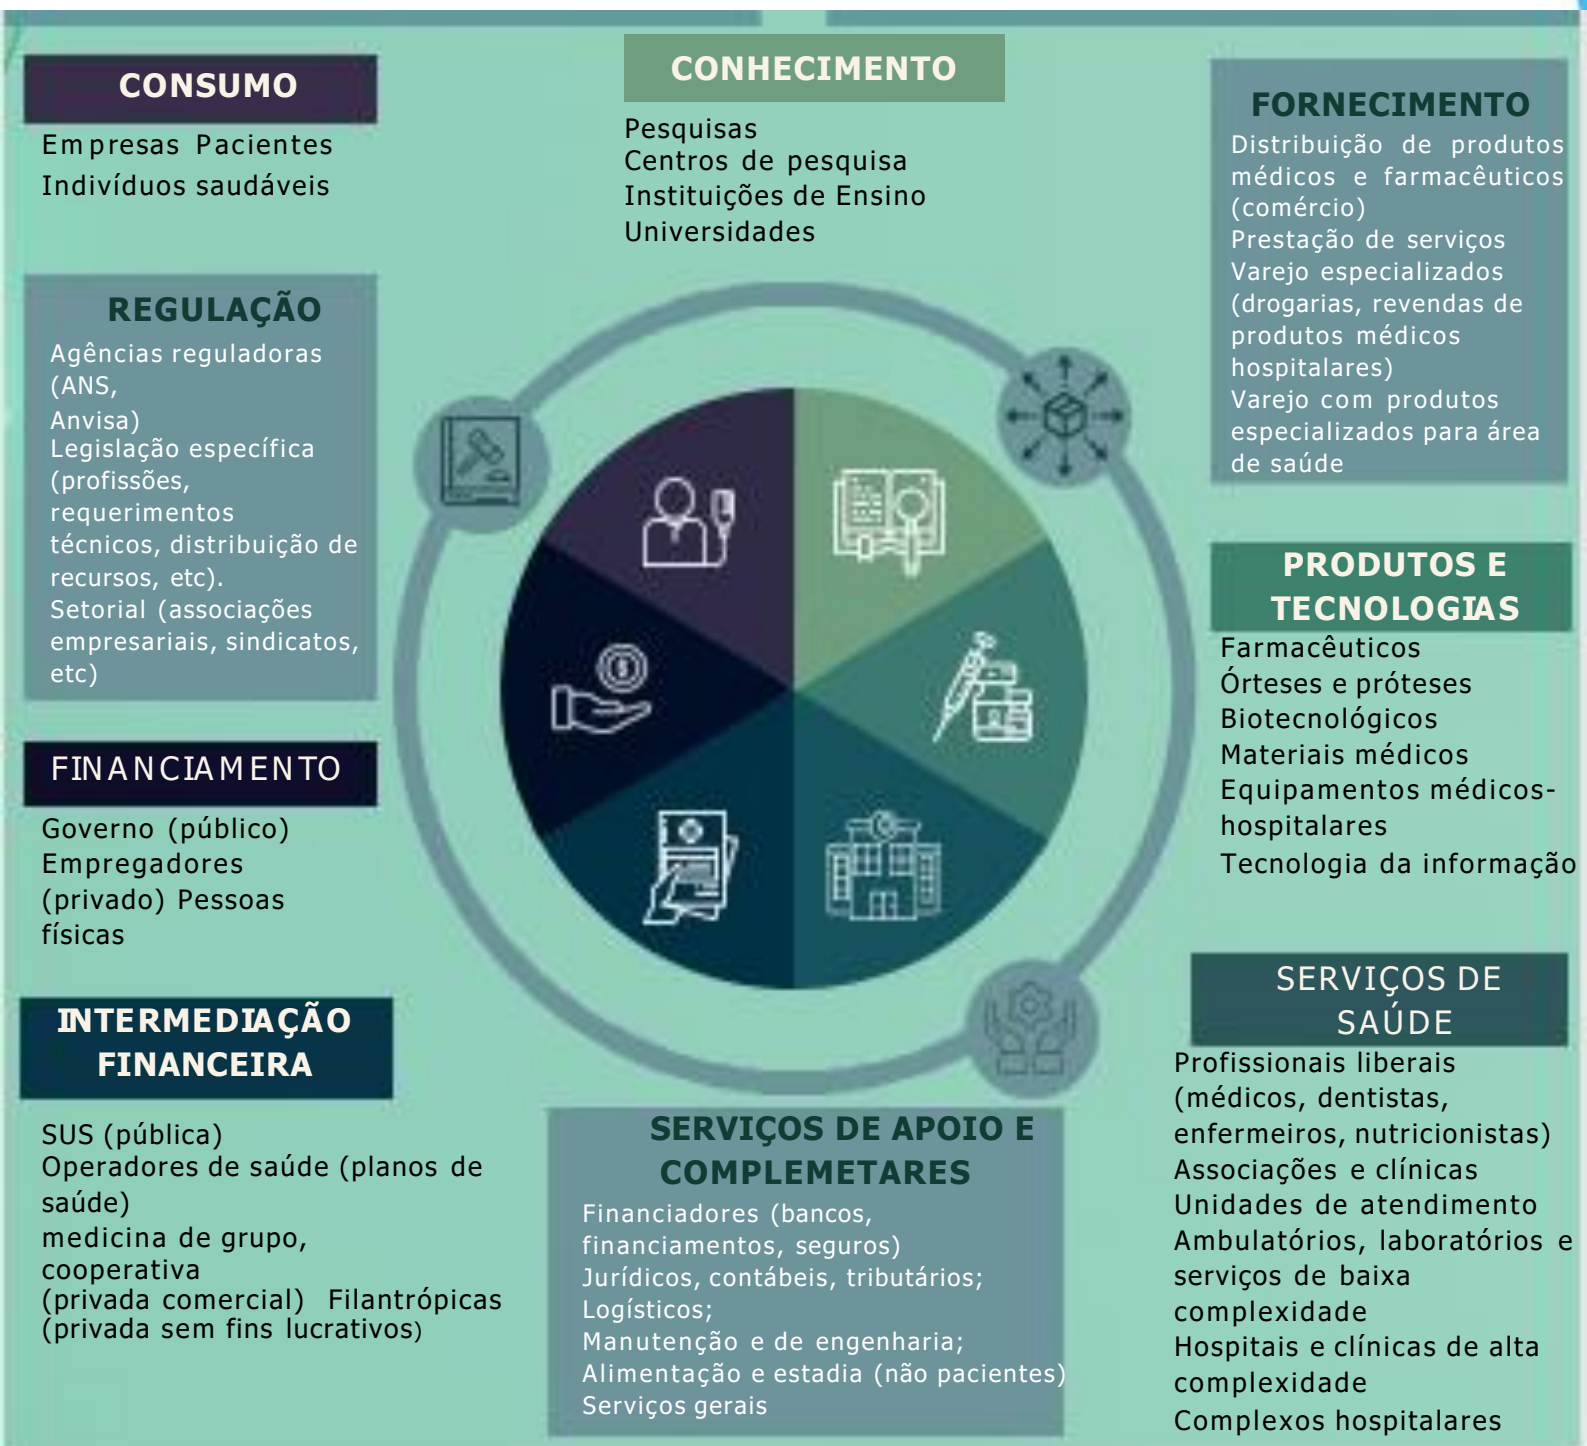 CONSUMO
Empresas Pacientes
Indivíduos saudáveis
CONHECIMENTO
Pesquisas
Centros de pesquisa
Instituições de Ensino
Universidades
FORNECIMENTO
Distribuição de produtos
médicos e farmacêuticos
(comércio)
Prestação de serviços
Varejo especializados
(drogarias, revendas de
produtos médicos
hospitalares)
Varejo com produtos
especializados para área
de saúde
REGULAÇÃO
Agências reguladoras
(ANS,
Anvisa)
Legislação específica
(profissões,
requerimentos
técnicos, distribuição de
recursos, etc).
Setorial (associações
empresariais, sindicatos,
etc)
PRODUTOS E
TECNOLOGIAS
Farmacêuticos
Órteses e próteses
Biotecnológicos
Materiais médicos
Equipamentos médicos-
hospitalares
Tecnologia da informação
FINANCIAMENTO
Governo (público)
Empregadores
(privado) Pessoas
físicas
INTERMEDIAÇÃO
FINANCEIRA
SUS (pública)
Operadores de saúde (planos de
saúde)
medicina de grupo,
cooperativa
(privada comercial) Filantrópicas
(privada sem fins lucrativos)
SERVIÇOS DE APOIO E
COMPLEMETARES
Financiadores (bancos,
financiamentos, seguros)
Jurídicos, contábeis, tributários;
Logísticos;
Manutenção e de engenharia;
Alimentação e estadia (não pacientes)
Serviços gerais
SERVIÇOS DE
SAÚDE
Profissionais liberais
(médicos, dentistas,
enfermeiros, nutricionistas)
Associações e clínicas
Unidades de atendimento
Ambulatórios, laboratórios e
serviços de baixa
complexidade
Hospitais e clínicas de alta
complexidade
Complexos hospitalares